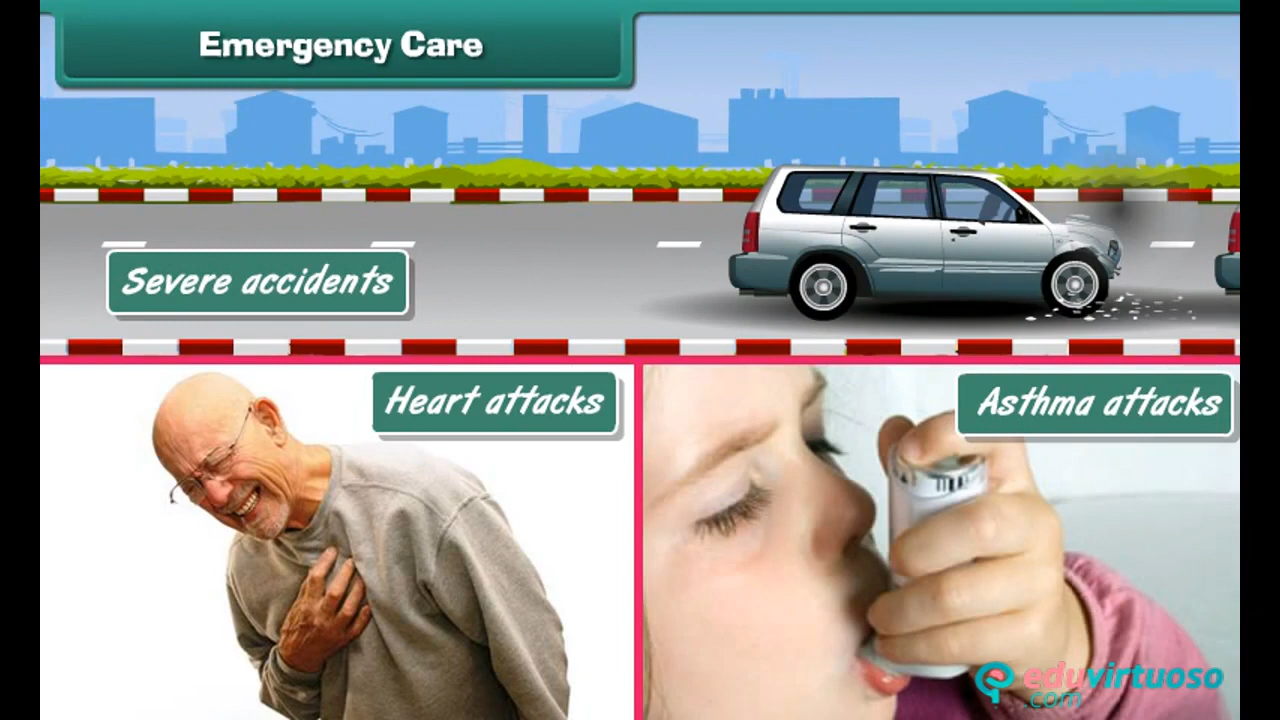 Emergency Care
Severe accidents
Heart attacks
Asthma attacks
eduvirtuoso
.com